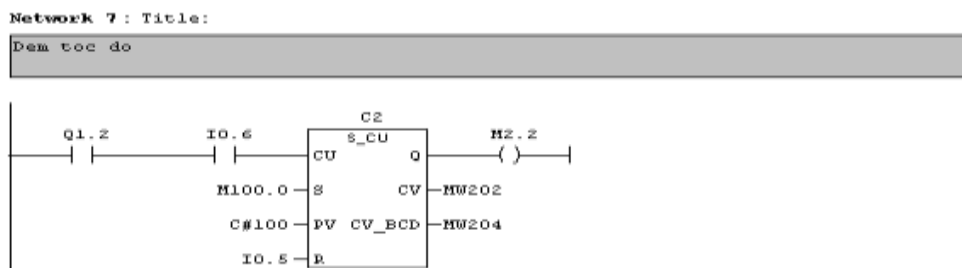 Network 7 : Title:
Dem toc do
C2
Q1.2 I0.6 S_CU M2.2
CU Q
M100.0 S CV MW202
C#100 PV CV_BCD MW204
I0.5 R